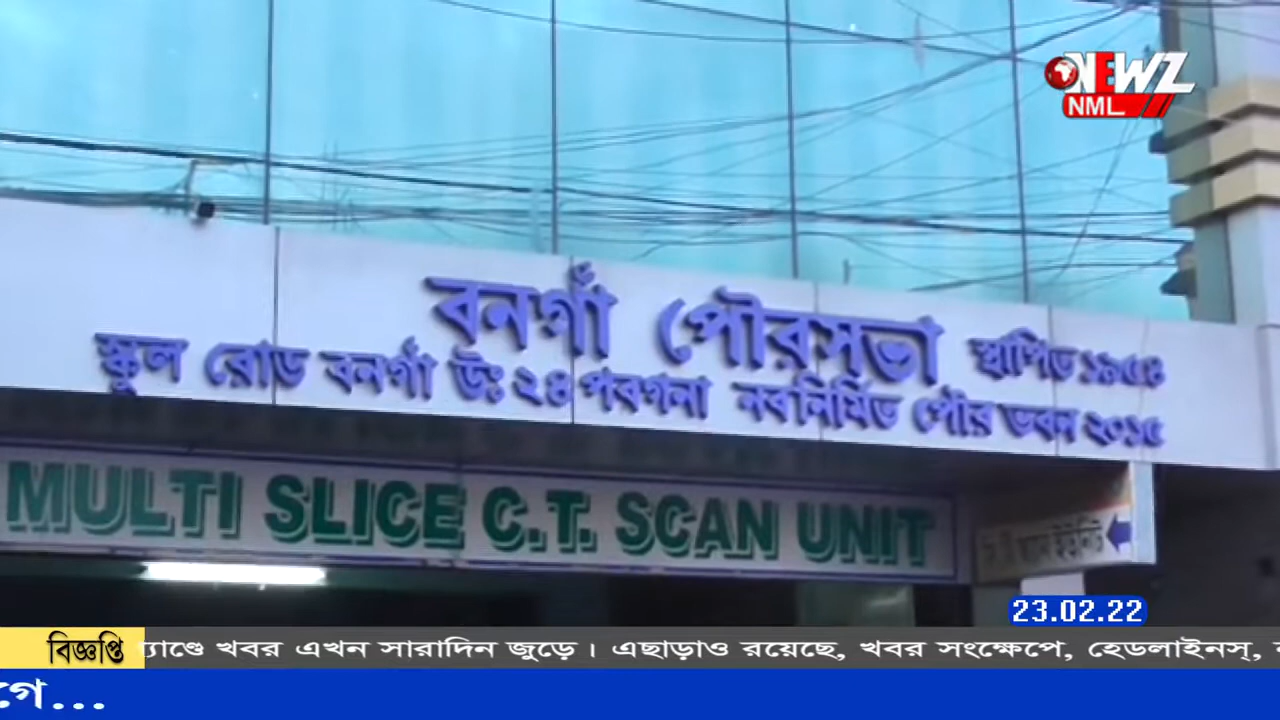 NEWZ
NML
বনগাঁ পৌরসভা স্থাপিত ১৯৫৪
স্কুল রোড বনগাঁ উঃ ২৪ পরগনা নবনির্মিত পৌর ভবন ২০১৫
MULTI SLICE C.T. SCAN UNIT
স্ক্যান ইউনিট
23.02.22
বিজ্ঞপ্তি
খবর এখন সারাদিন জুড়ে। এছাড়াও রয়েছে, খবর সংক্ষেপে, হেডলাইনস্,
গে...